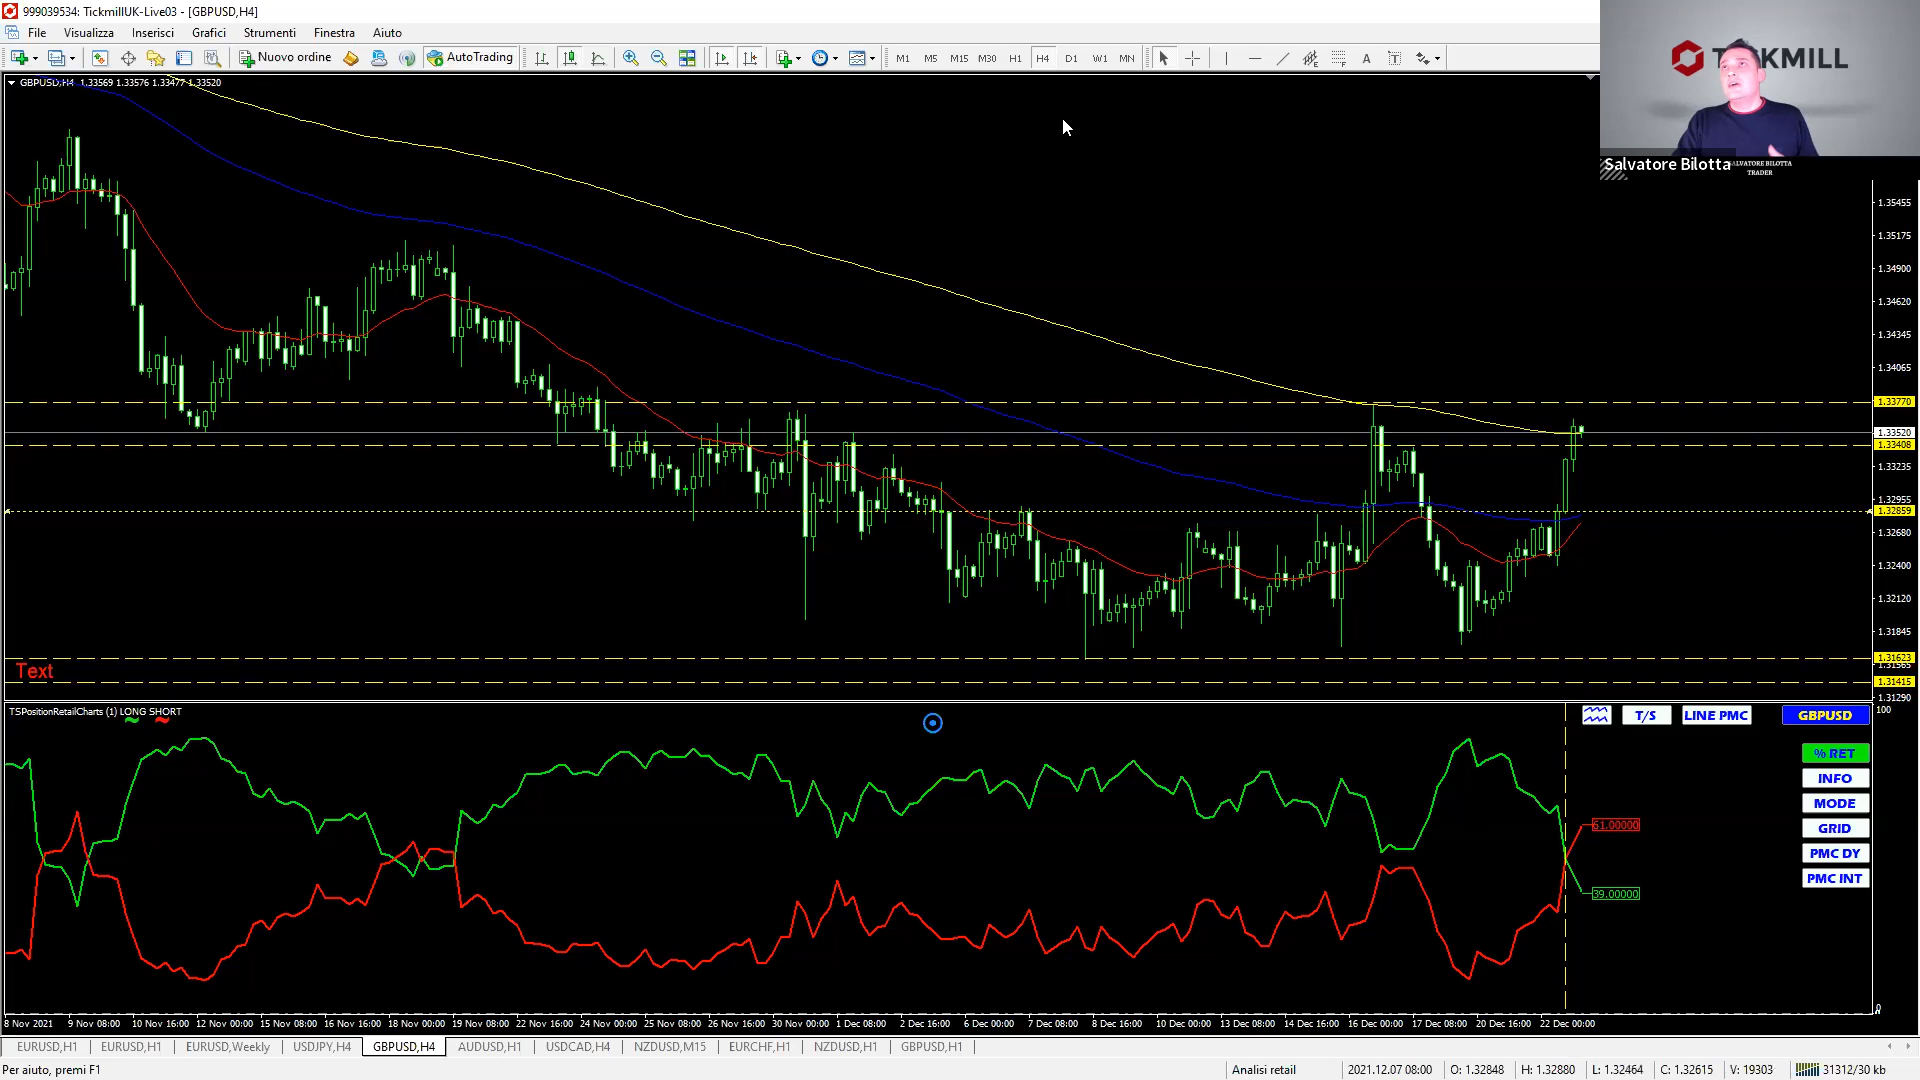 999039534: TickmillUK-Live03 - [GBPUSD,H4]
File Visualizza Inserisci Grafici Strumenti Finestra Aiuto
Nuovo ordine AutoTrading M1 M5 M15 M30 H1 H4 D1 W1 MN A T
TICKMILL
Salvatore Bilotta
SALVATORE BILOTTA
TRADER
GBPUSD,H4 1.33569 1.33576 1.33477 1.33520
1.35455
1.35175
1.34900
1.34620
1.34345
1.34065
1.33770
1.33520
1.33408
1.33235
1.32955
1.32859
1.32680
1.32400
1.32120
1.31845
1.31623
1.31565
1.31415
1.31290
Text
TSPositionRetailCharts (1) LONG SHORT
100
T/S LINE PMC GBPUSD
% RET
INFO
MODE
GRID
PMC DY
PMC INT
61.00000
39.00000
0
8 Nov 2021 9 Nov 08:00 10 Nov 16:00 12 Nov 00:00 15 Nov 08:00 16 Nov 16:00 18 Nov 00:00 19 Nov 08:00 22 Nov 16:00 24 Nov 00:00 25 Nov 08:00 26 Nov 16:00 30 Nov 00:00 1 Dec 08:00 2 Dec 16:00 6 Dec 00:00 7 Dec 08:00 8 Dec 16:00 10 Dec 00:00 13 Dec 08:00 14 Dec 16:00 16 Dec 00:00 17 Dec 08:00 20 Dec 16:00 22 Dec 00:00
EURUSD,H1 EURUSD,H1 EURUSD,Weekly USDJPY,H4 GBPUSD,H4 AUDUSD,H1 USDCAD,H4 NZDUSD,M15 EURCHF,H1 NZDUSD,H1 GBPUSD,H1
Per aiuto, premi F1 Analisi retail 2021.12.07 08:00 O: 1.32848 H: 1.32880 L: 1.32464 C: 1.32615 V: 19303 31312/30 kb